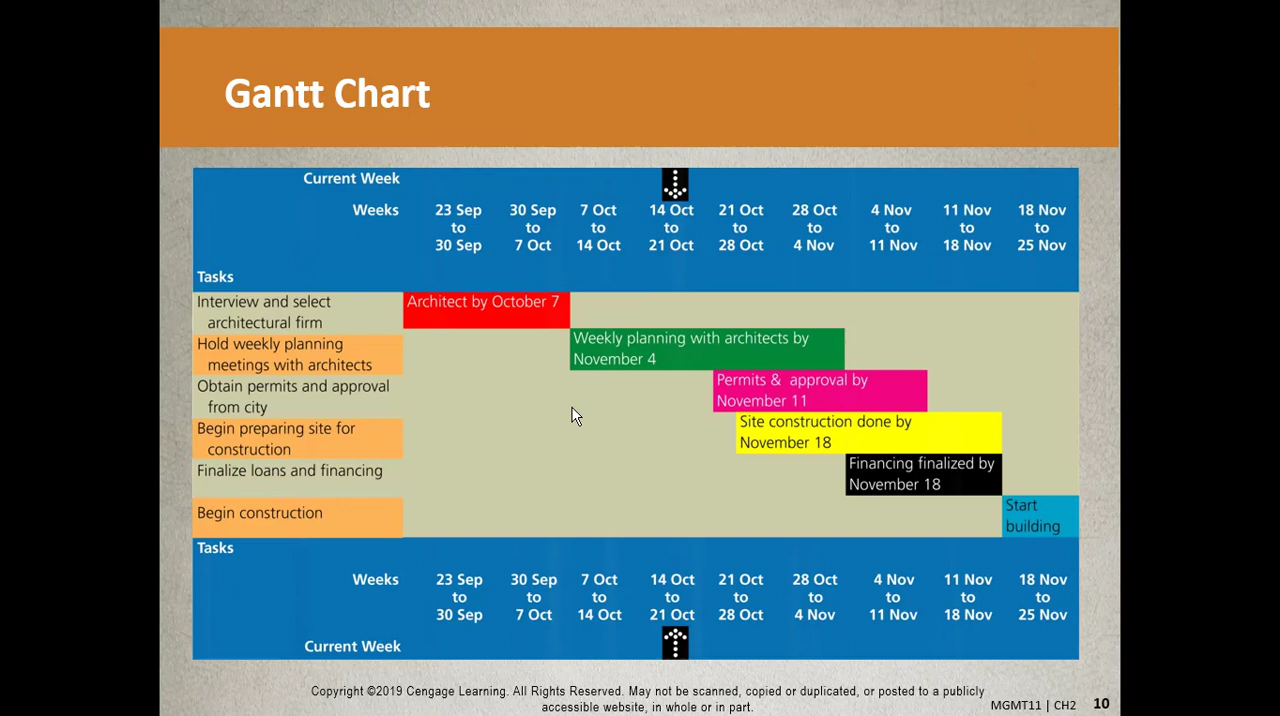 Gantt Chart
Current Week
Weeks 23 Sep 30 Sep 7 Oct 14 Oct 21 Oct 28 Oct 4 Nov 11 Nov 18 Nov
to to to to to to to to to
30 Sep 7 Oct 14 Oct 21 Oct 28 Oct 4 Nov 11 Nov 18 Nov 25 Nov
Tasks
Interview and select
architectural firm
Architect by October 7
Hold weekly planning
meetings with architects
Weekly planning with architects by
November 4
Obtain permits and approval
from city
Permits & approval by
November 11
Begin preparing site for
construction
Site construction done by
November 18
Finalize loans and financing
Financing finalized by
November 18
Begin construction
Start
building
Tasks
Weeks 23 Sep 30 Sep 7 Oct 14 Oct 21 Oct 28 Oct 4 Nov 11 Nov 18 Nov
to to to to to to to to to
30 Sep 7 Oct 14 Oct 21 Oct 28 Oct 4 Nov 11 Nov 18 Nov 25 Nov
Current Week
Copyright ©2019 Cengage Learning. All Rights Reserved. May not be scanned, copied or duplicated, or posted to a publicly
accessible website, in whole or in part.
MGMT11 | CH2 10